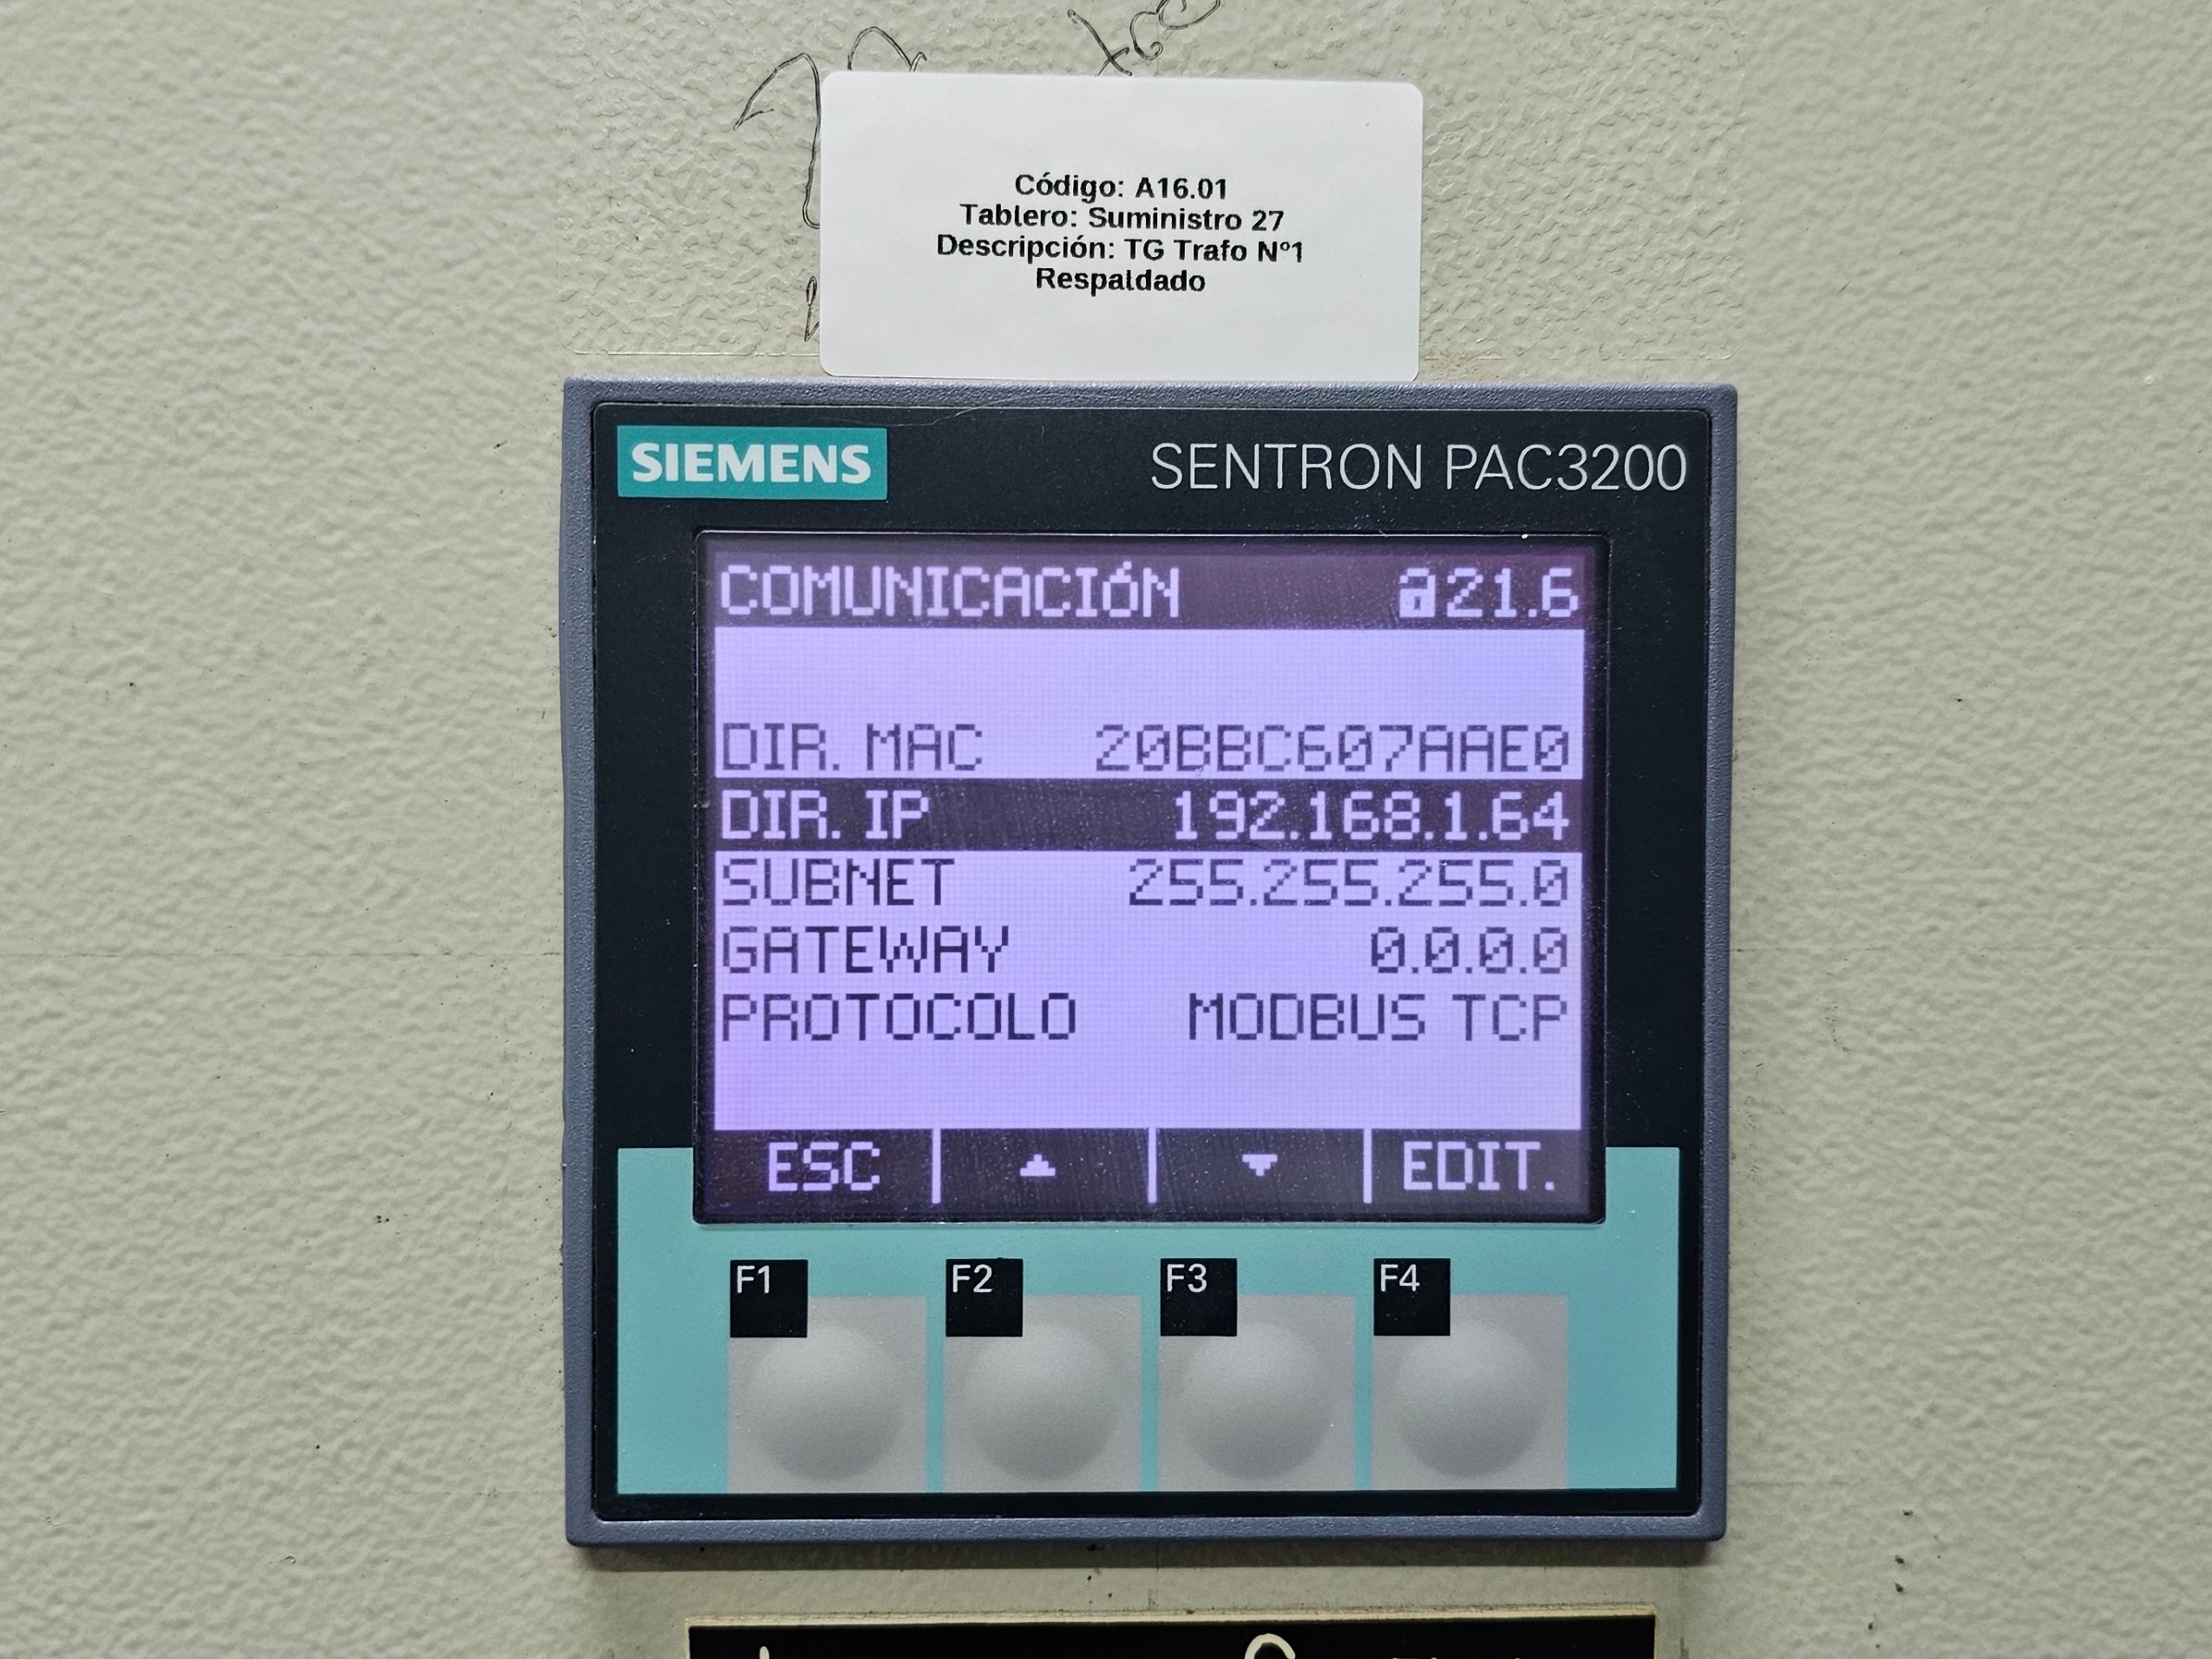 Código: A16.01
Tablero: Suministro 27
Descripción: TG Trafo Nº1
Respaldado
SIEMENS
SENTRON PAC3200
COMUNICACIÓN 21.6
DIR. MAC 20BBC607AAE0
DIR. IP 192.168.1.64
SUBNET 255.255.255.0
GATEWAY 0.0.0.0
PROTOCOLO MODBUS TCP
ESC EDIT.
F1 F2 F3 F4